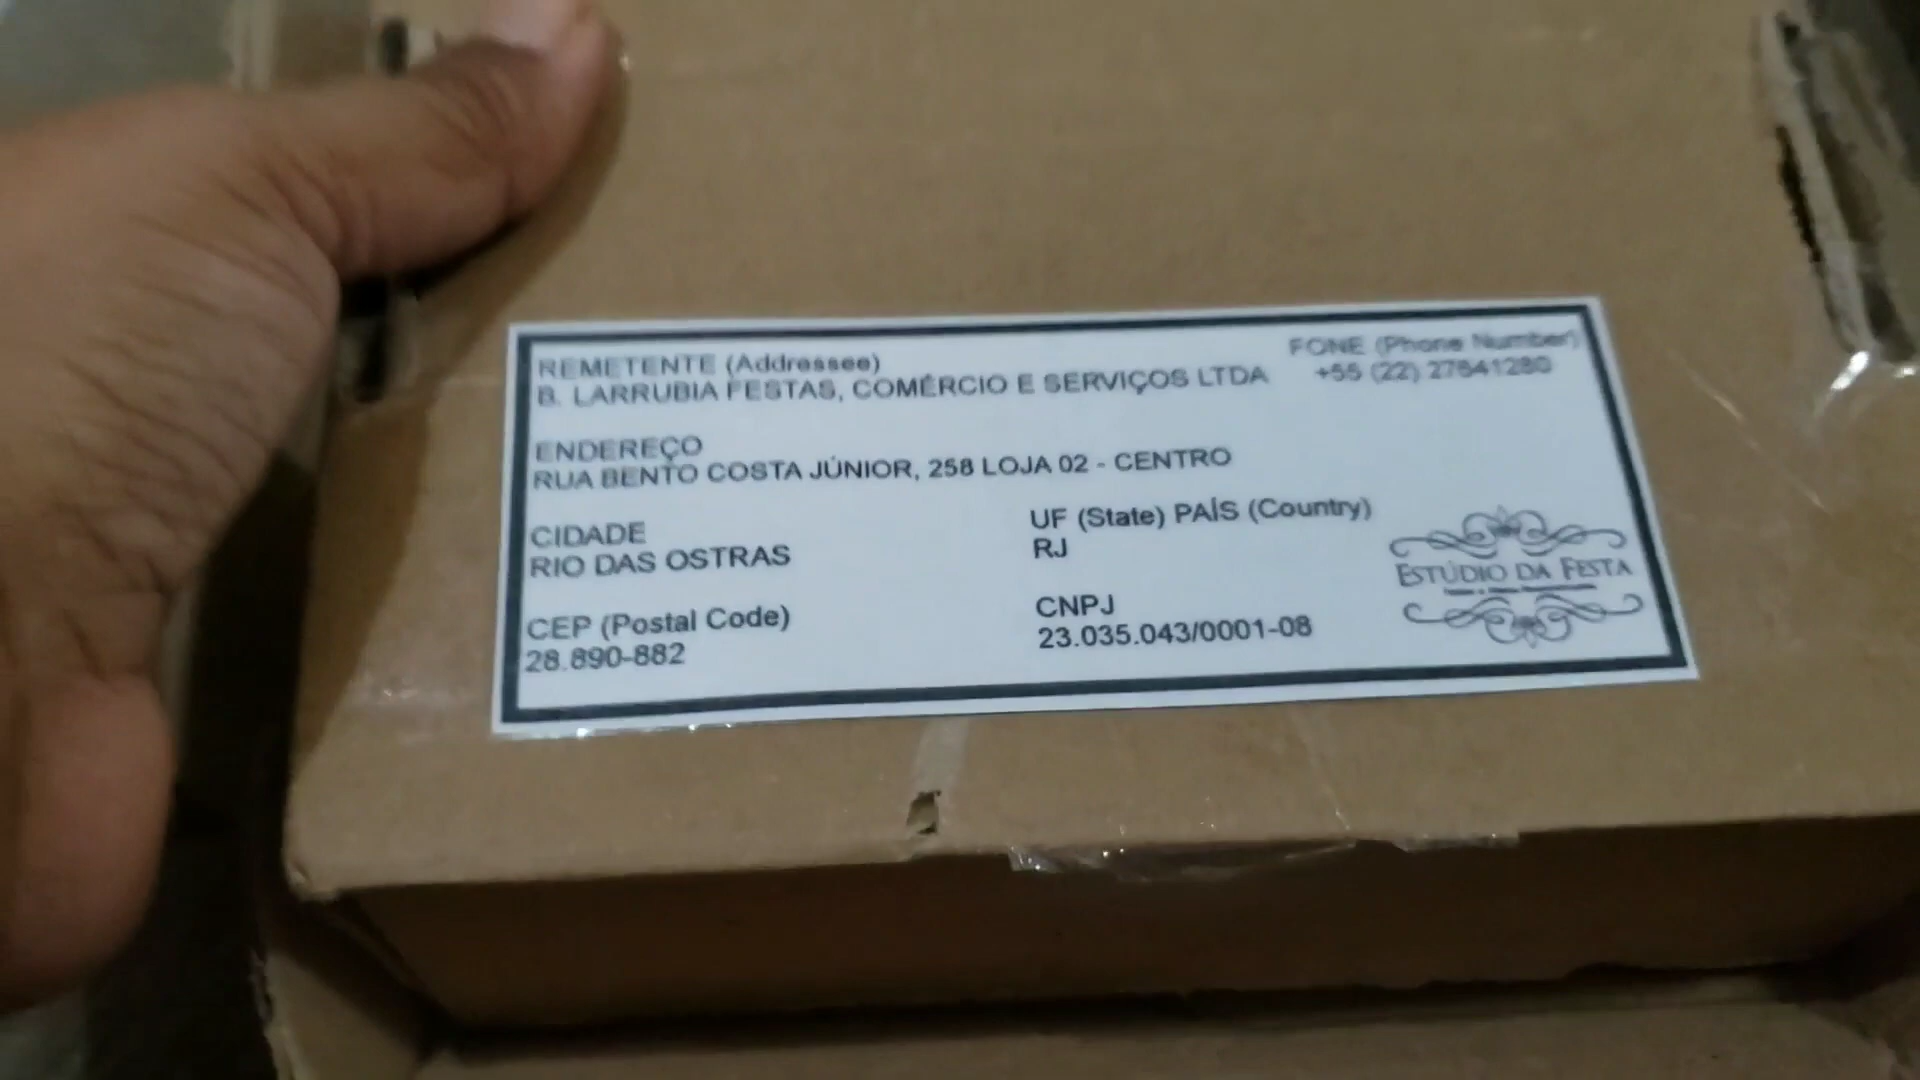 REMETENTE (Addressee)
B. LARRUBIA FESTAS, COMÉRCIO E SERVIÇOS LTDA
FONE (Phone Number)
+55 (22) 27641280
ENDEREÇO
RUA BENTO COSTA JÚNIOR, 258 LOJA 02 - CENTRO
CIDADE
RIO DAS OSTRAS
UF (State) PAÍS (Country)
RJ
CEP (Postal Code)
28.890-882
CNPJ
23.035.043/0001-08
ESTÚDIO DA FESTA